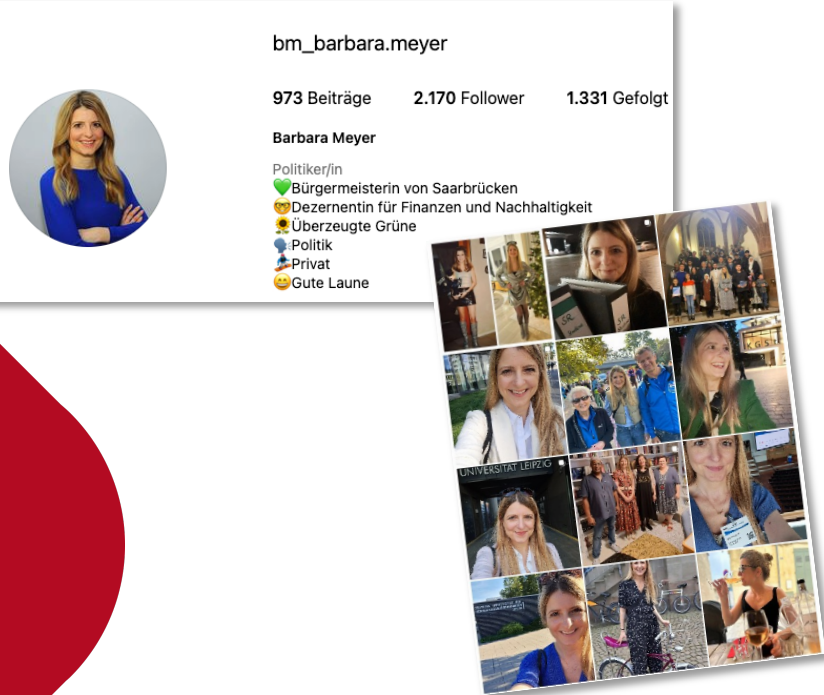 bm_barbara.meyer
973 Beiträge 2.170 Follower 1.331 Gefolgt
Barbara Meyer
Politiker/in
💚Bürgermeisterin von Saarbrücken
🤓Dezernentin für Finanzen und Nachhaltigkeit
🌻Überzeugte Grüne
🗣️Politik
🏄‍♀️Privat
😄Gute Laune
SR
UNIVERSITÄT LEIPZIG